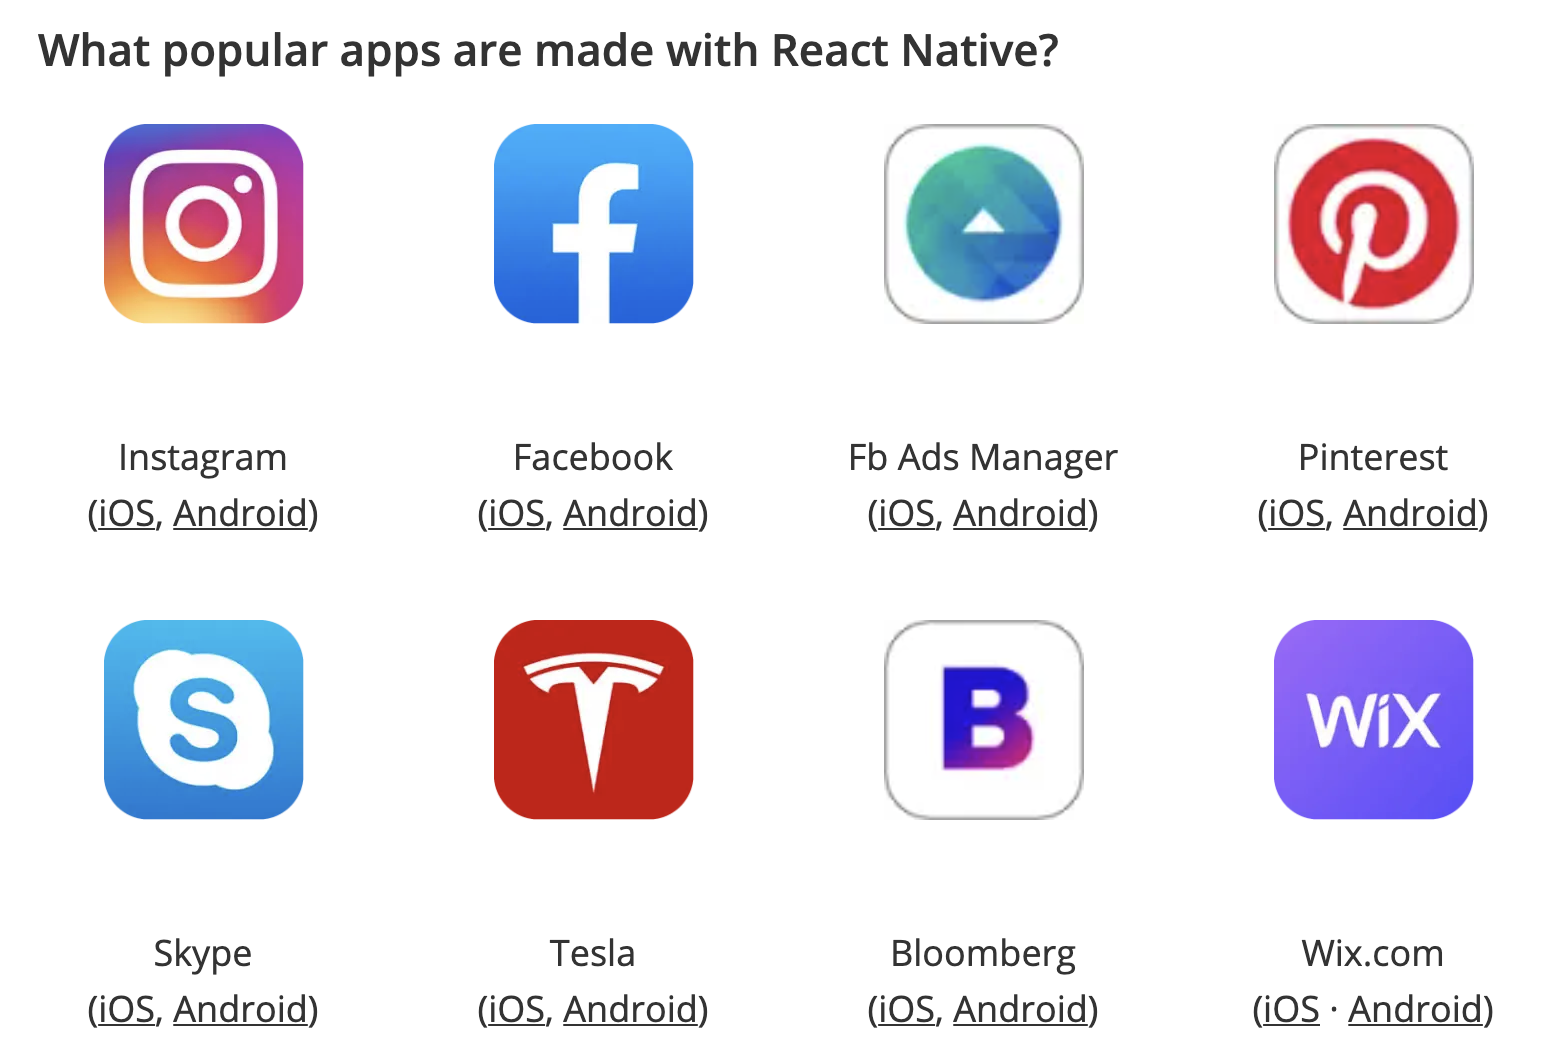 What popular apps are made with React Native?
Instagram
(iOS, Android)
Facebook
(iOS, Android)
Fb Ads Manager
(iOS, Android)
Pinterest
(iOS, Android)
S
B
WiX
Skype
(iOS, Android)
Tesla
(iOS, Android)
Bloomberg
(iOS, Android)
Wix.com
(iOS · Android)